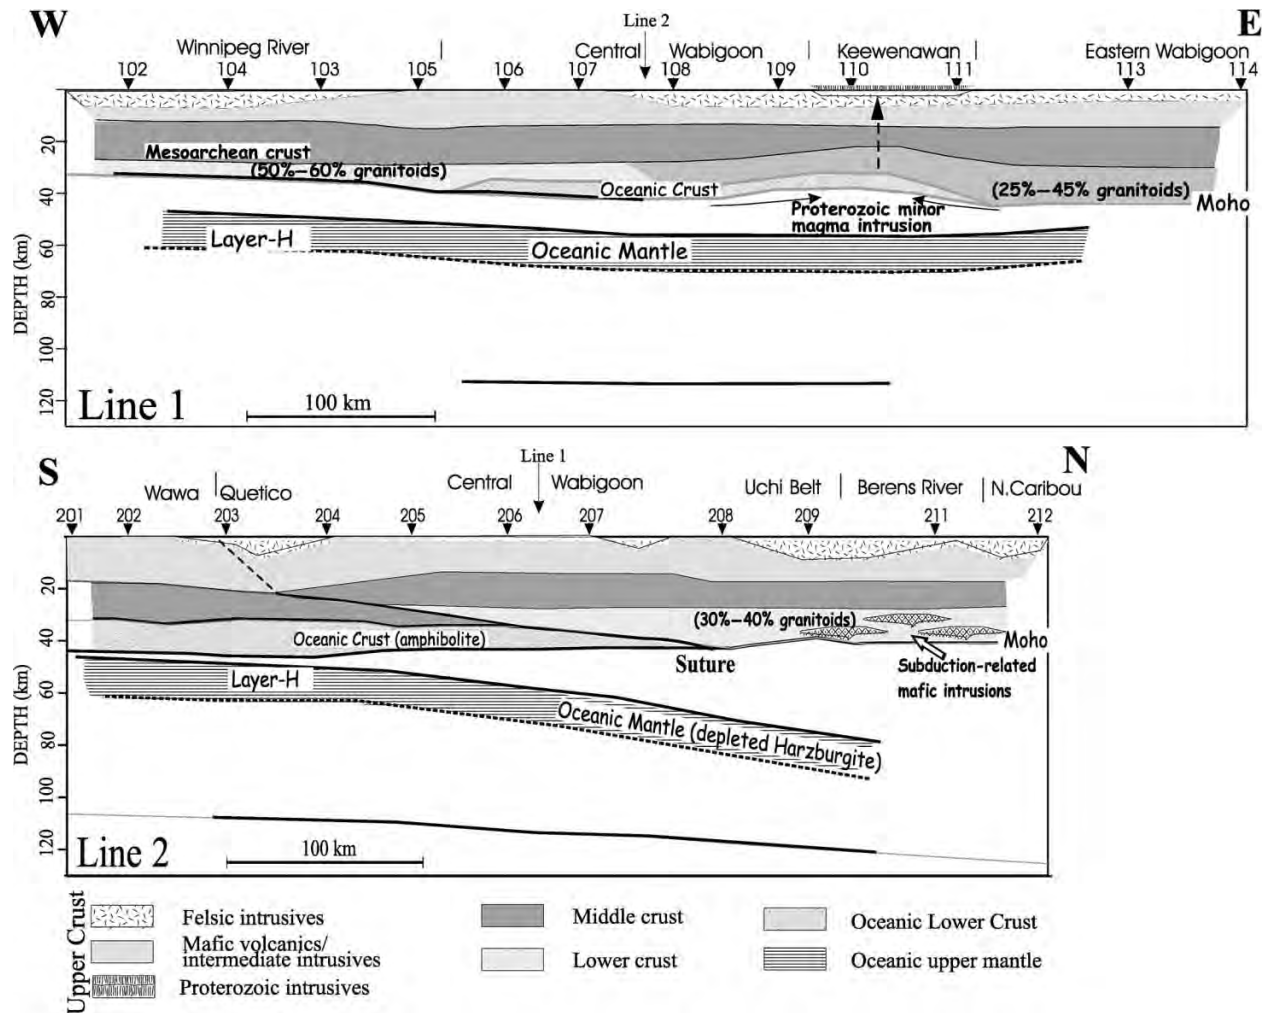 W
E
Line 2
Winnipeg River
Central
Wabigoon
Keewenawan
Eastern Wabigoon
102
104
103
105
106
107
108
109
110
111
113
114
20
40
60
80
100
120
DEPTH (km)
Mesoarchean crust
(50%–60% granitoids)
Oceanic Crust
(25%–45% granitoids)
Moho
Proterozoic minor
magma intrusion
Layer-H
Oceanic Mantle
Line 1
100 km
S
N
Line 1
Wawa
Quetico
Central
Wabigoon
Uchi Belt
Berens River
N.Caribou
201
202
203
204
205
206
207
208
209
211
212
20
40
60
80
100
120
DEPTH (km)
(30%–40% granitoids)
Oceanic Crust (amphibolite)
Moho
Suture
Subduction-related
mafic intrusions
Layer-H
Oceanic Mantle (depleted Harzburgite)
Line 2
100 km
Upper Crust
Felsic intrusives
Mafic volcanics/
intermediate intrusives
Proterozoic intrusives
Middle crust
Lower crust
Oceanic Lower Crust
Oceanic upper mantle